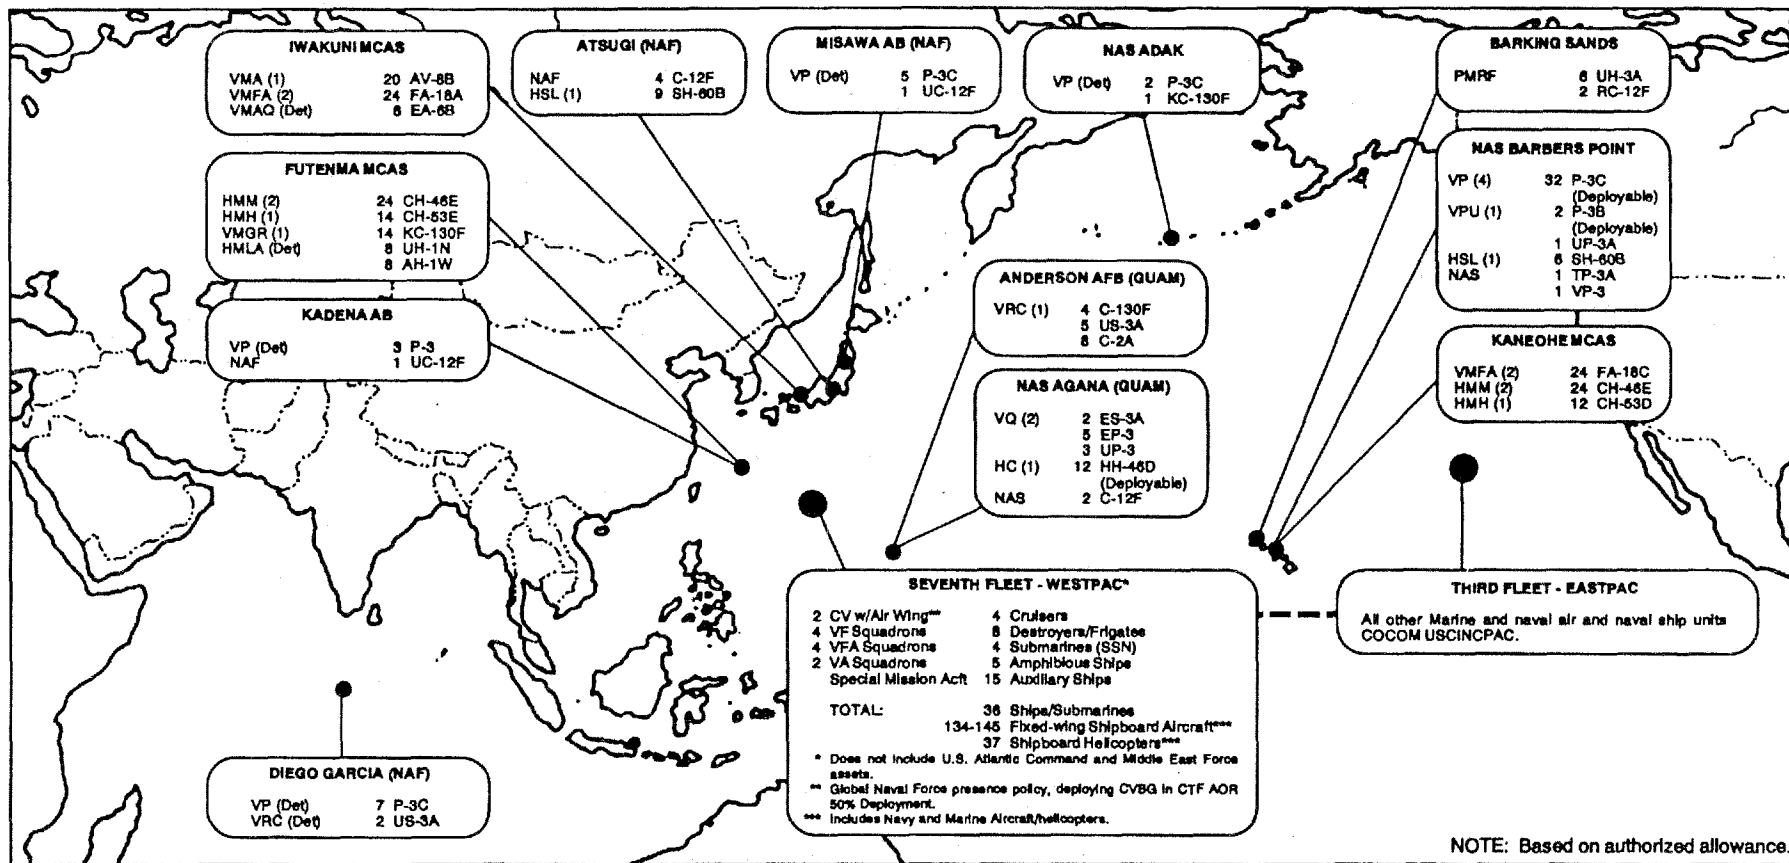 IWAKUNI MCAS
VMA (1) 20 AV-8B
VMFA (2) 24 FA-18A
VMAQ (Det) 6 EA-6B
ATSUGI (NAF)
NAF 4 C-12F
HSL (1) 9 SH-60B
MISAWA AB (NAF)
VP (Det) 5 P-3C
1 UC-12F
NAS ADAK
VP (Det) 2 P-3C
1 KC-130F
BARKING SANDS
PMRF 6 UH-3A
2 RC-12F
FUTENMA MCAS
HMM (2) 24 CH-46E
HMH (1) 14 CH-53E
VMGR (1) 14 KC-130F
HMLA (Det) 8 UH-1N
8 AH-1W
NAS BARBERS POINT
VP (4) 32 P-3C
(Deployable)
VPU (1) 2 P-3B
(Deployable)
1 UP-3A
HSL (1) 6 SH-60B
NAS 1 TP-3A
1 VP-3
KADENA AB
VP (Det) 3 P-3
NAF 1 UC-12F
ANDERSON AFB (GUAM)
VRC (1) 4 C-130F
5 US-3A
6 C-2A
KANEOHE MCAS
VMFA (2) 24 FA-18C
HMM (2) 24 CH-46E
HMH (1) 12 CH-53D
NAS AGANA (GUAM)
VQ (2) 2 ES-3A
5 EP-3
3 UP-3
HC (1) 12 HH-46D
(Deployable)
NAS 2 C-12F
SEVENTH FLEET - WESTPAC*
2 CV w/Air Wing** 4 Cruisers
4 VF Squadrons 8 Destroyers/Frigates
4 VFA Squadrons 4 Submarines (SSN)
2 VA Squadrons 5 Amphibious Ships
Special Mission Acft 15 Auxiliary Ships
TOTAL: 36 Ships/Submarines
134-145 Fixed-wing Shipboard Aircraft***
37 Shipboard Helicopters***
* Does not include U.S. Atlantic Command and Middle East Force
assets.
** Global Naval Force presence policy, deploying CVBG in CTF AOR
50% Deployment.
*** Includes Navy and Marine Aircraft/helicopters.
THIRD FLEET - EASTPAC
All other Marine and naval air and naval ship units
COCOM USCINCPAC.
DIEGO GARCIA (NAF)
VP (Det) 7 P-3C
VRC (Det) 2 US-3A
NOTE: Based on authorized allowance.